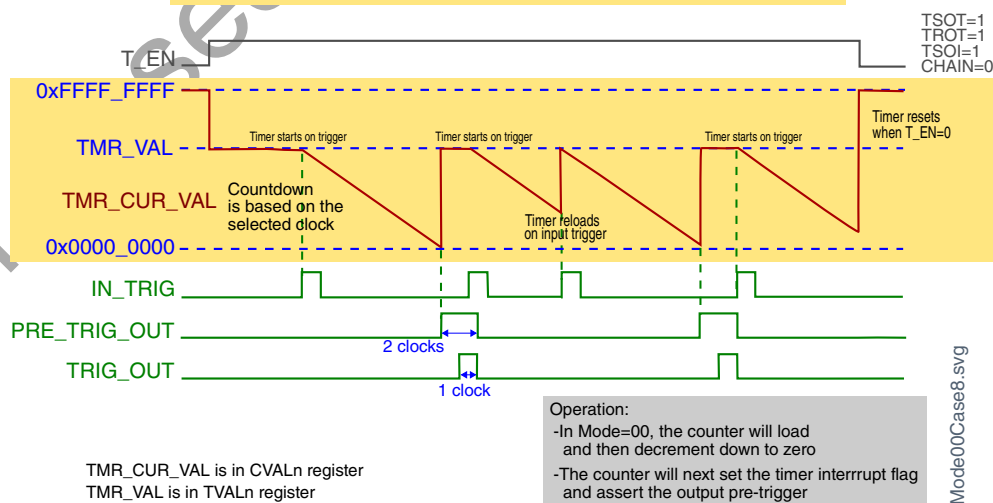 TSOT=1
TROT=1
TSOI=1
CHAIN=0
T_EN
0xFFFF_FFFF
Timer resets
when T_EN=0
Timer starts on trigger
Timer starts on trigger
Timer starts on trigger
TMR_VAL
TMR_CUR_VAL
Countdown
is based on the
selected clock
Timer reloads
on input trigger
0x0000_0000
IN_TRIG
PRE_TRIG_OUT
2 clocks
TRIG_OUT
1 clock
Mode00Case8.svg
Operation:
-In Mode=00, the counter will load
and then decrement down to zero
-The counter will next set the timer interrrupt flag
and assert the output pre-trigger
TMR_CUR_VAL is in CVALn register
TMR_VAL is in TVALn register